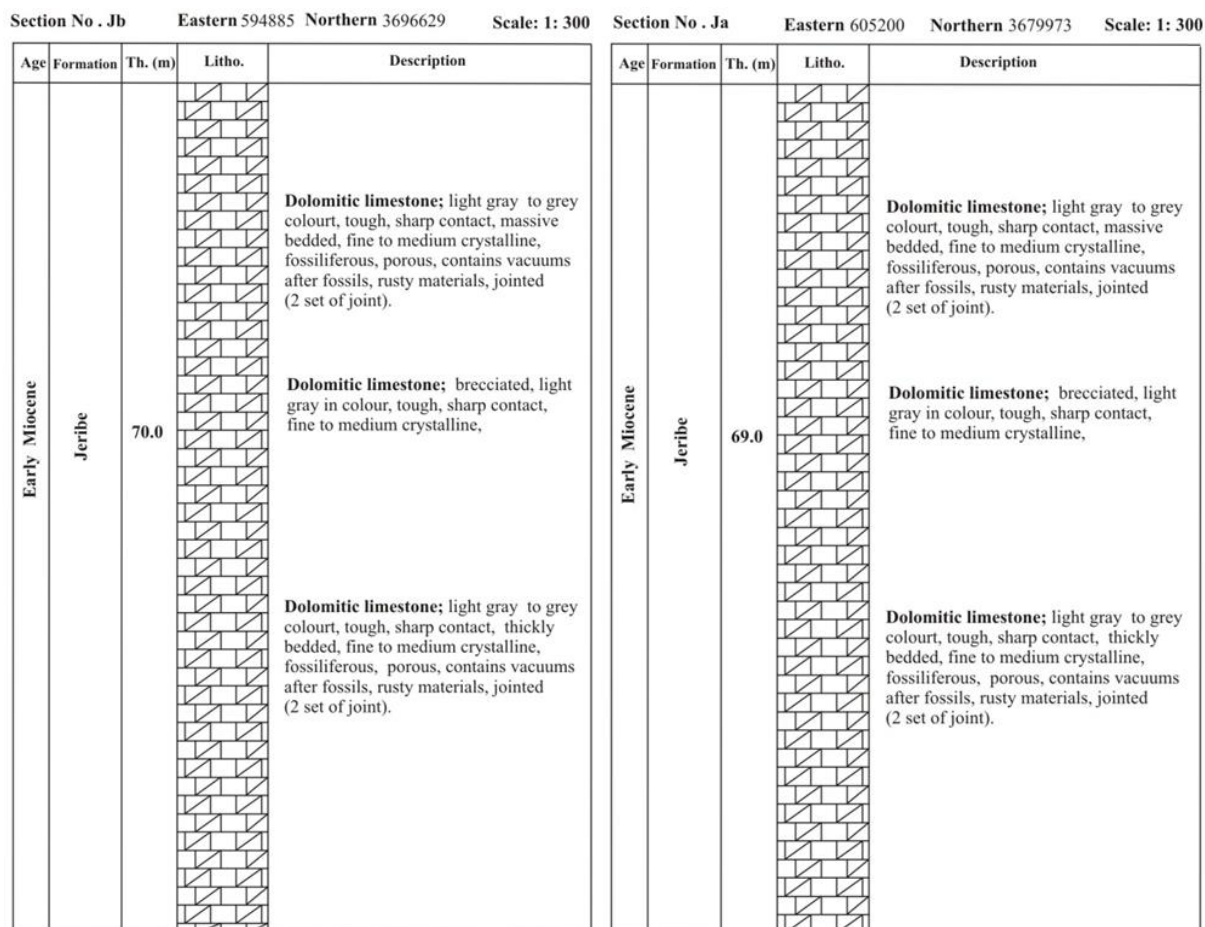 Section No . Jb Eastern 594885 Northern 3696629 Scale: 1: 300
Age Formation Th. (m) Litho. Description
Early Miocene
Jeribe
70.0
Dolomitic limestone; light gray to grey
colourt, tough, sharp contact, massive
bedded, fine to medium crystalline,
fossiliferous, porous, contains vacuums
after fossils, rusty materials, jointed
(2 set of joint).
Dolomitic limestone; brecciated, light
gray in colour, tough, sharp contact,
fine to medium crystalline,
Dolomitic limestone; light gray to grey
colourt, tough, sharp contact, thickly
bedded, fine to medium crystalline,
fossiliferous, porous, contains vacuums
after fossils, rusty materials, jointed
(2 set of joint).
Section No . Ja Eastern 605200 Northern 3679973 Scale: 1: 300
Age Formation Th. (m) Litho. Description
Early Miocene
Jeribe
69.0
Dolomitic limestone; light gray to grey
colourt, tough, sharp contact, massive
bedded, fine to medium crystalline,
fossiliferous, porous, contains vacuums
after fossils, rusty materials, jointed
(2 set of joint).
Dolomitic limestone; brecciated, light
gray in colour, tough, sharp contact,
fine to medium crystalline,
Dolomitic limestone; light gray to grey
colourt, tough, sharp contact, thickly
bedded, fine to medium crystalline,
fossiliferous, porous, contains vacuums
after fossils, rusty materials, jointed
(2 set of joint).